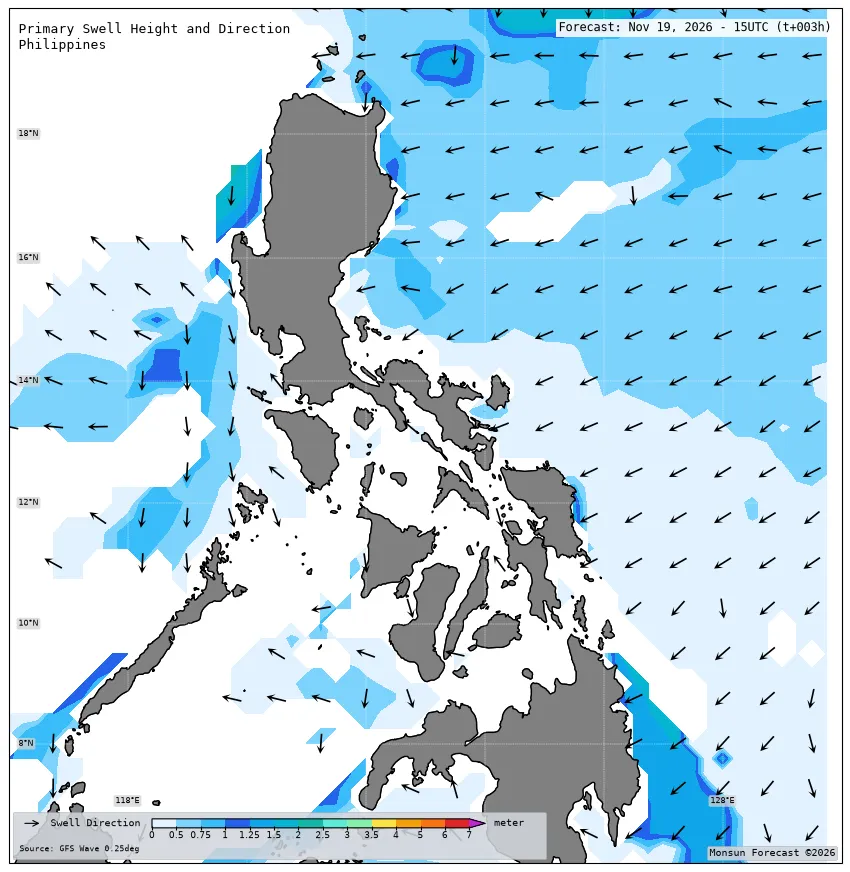 Primary Swell Height and Direction
Philippines
Forecast: Nov 19, 2026 - 15UTC (t+003h)
18°N
16°N
14°N
12°N
10°N
8°N
118°E
128°E
Swell Direction
0 0.5 0.75 1 1.25 1.5 2 2.5 3 3.5 4 5 6 7
meter
Source: GFS Wave 0.25deg
Monsun Forecast ©2026